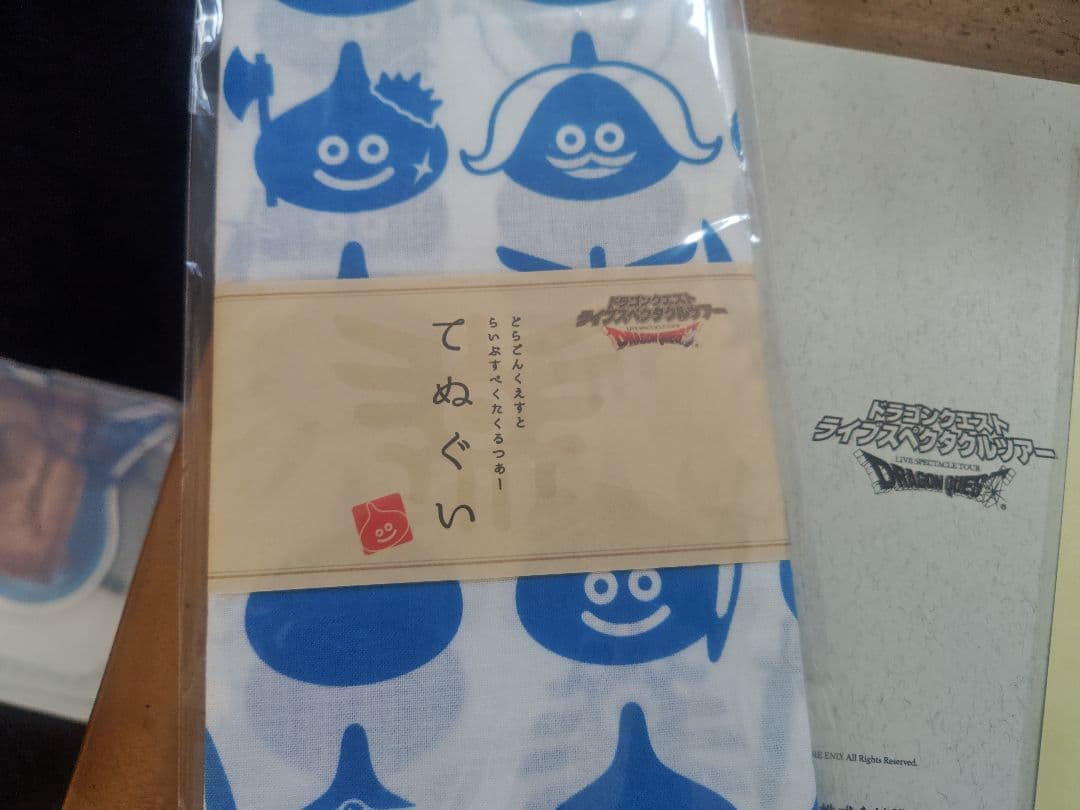 ドラゴンクエスト
ライブスペクタクルツアー
LIVE SPECTACLE TOUR
DRAGON QUEST
どらごんくえすと
らいぶすぺくたくるつあー
てぬぐい
ドラゴンクエスト
ライブスペクタクルツアー
LIVE SPECTACLE TOUR
DRAGON QUEST
ENIX All Rights Reserved.